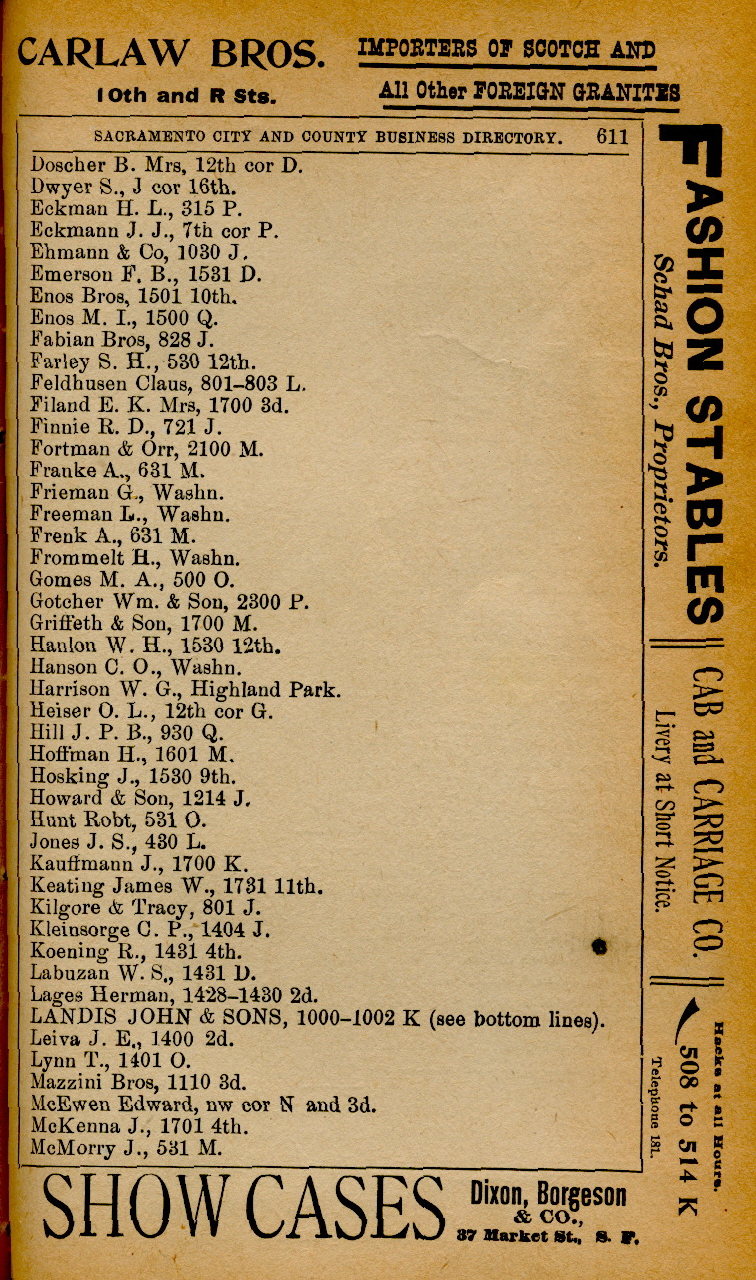 CARLAW BROS. IMPORTERS OF SCOTCH AND
10th and R Sts. All Other FOREIGN GRANITES
SACRAMENTO CITY AND COUNTY BUSINESS DIRECTORY. 611
Doscher B. Mrs, 12th cor D.
Dwyer S., J cor 16th.
Eckman H. L., 315 P.
Eckmann J. J., 7th cor P.
Ehmann & Co, 1030 J.
Emerson F. B., 1531 D.
Enos Bros, 1501 10th.
Enos M. I., 1500 Q.
Fabian Bros, 828 J.
Farley S. H., 530 12th.
Feldhusen Claus, 801–803 L.
Filand E. K. Mrs, 1700 3d.
Finnie R. D., 721 J.
Fortman & Orr, 2100 M.
Franke A., 631 M.
Frieman G., Washn.
Freeman L., Washn.
Frenk A., 631 M.
Frommelt H., Washn.
Gomes M. A., 500 O.
Gotcher Wm. & Son, 2300 P.
Griffeth & Son, 1700 M.
Hanlon W. H., 1530 12th.
Hanson C. O., Washn.
Harrison W. G., Highland Park.
Heiser O. L., 12th cor G.
Hill J. P. B., 930 Q.
Hoffman H., 1601 M.
Hosking J., 1530 9th.
Howard & Son, 1214 J.
Hunt Robt, 531 O.
Jones J. S., 430 L.
Kauffmann J., 1700 K.
Keating James W., 1731 11th.
Kilgore & Tracy, 801 J.
Kleinsorge C. P., 1404 J.
Koening R., 1431 4th.
Labuzan W. S., 1431 D.
Lages Herman, 1428–1430 2d.
LANDIS JOHN & SONS, 1000–1002 K (see bottom lines).
Leiva J. E., 1400 2d.
Lynn T., 1401 O.
Mazzini Bros, 1110 3d.
McEwen Edward, nw cor N and 3d.
McKenna J., 1701 4th.
McMorry J., 531 M.
FASHION STABLES
Schad Bros., Proprietors.
CAB and CARRIAGE CO.
Livery at Short Notice.
Hacks at all Hours.
508 to 514 K
Telephone 181.
SHOW CASES Dixon, Borgeson
& CO.,
37 Market St., S. F.